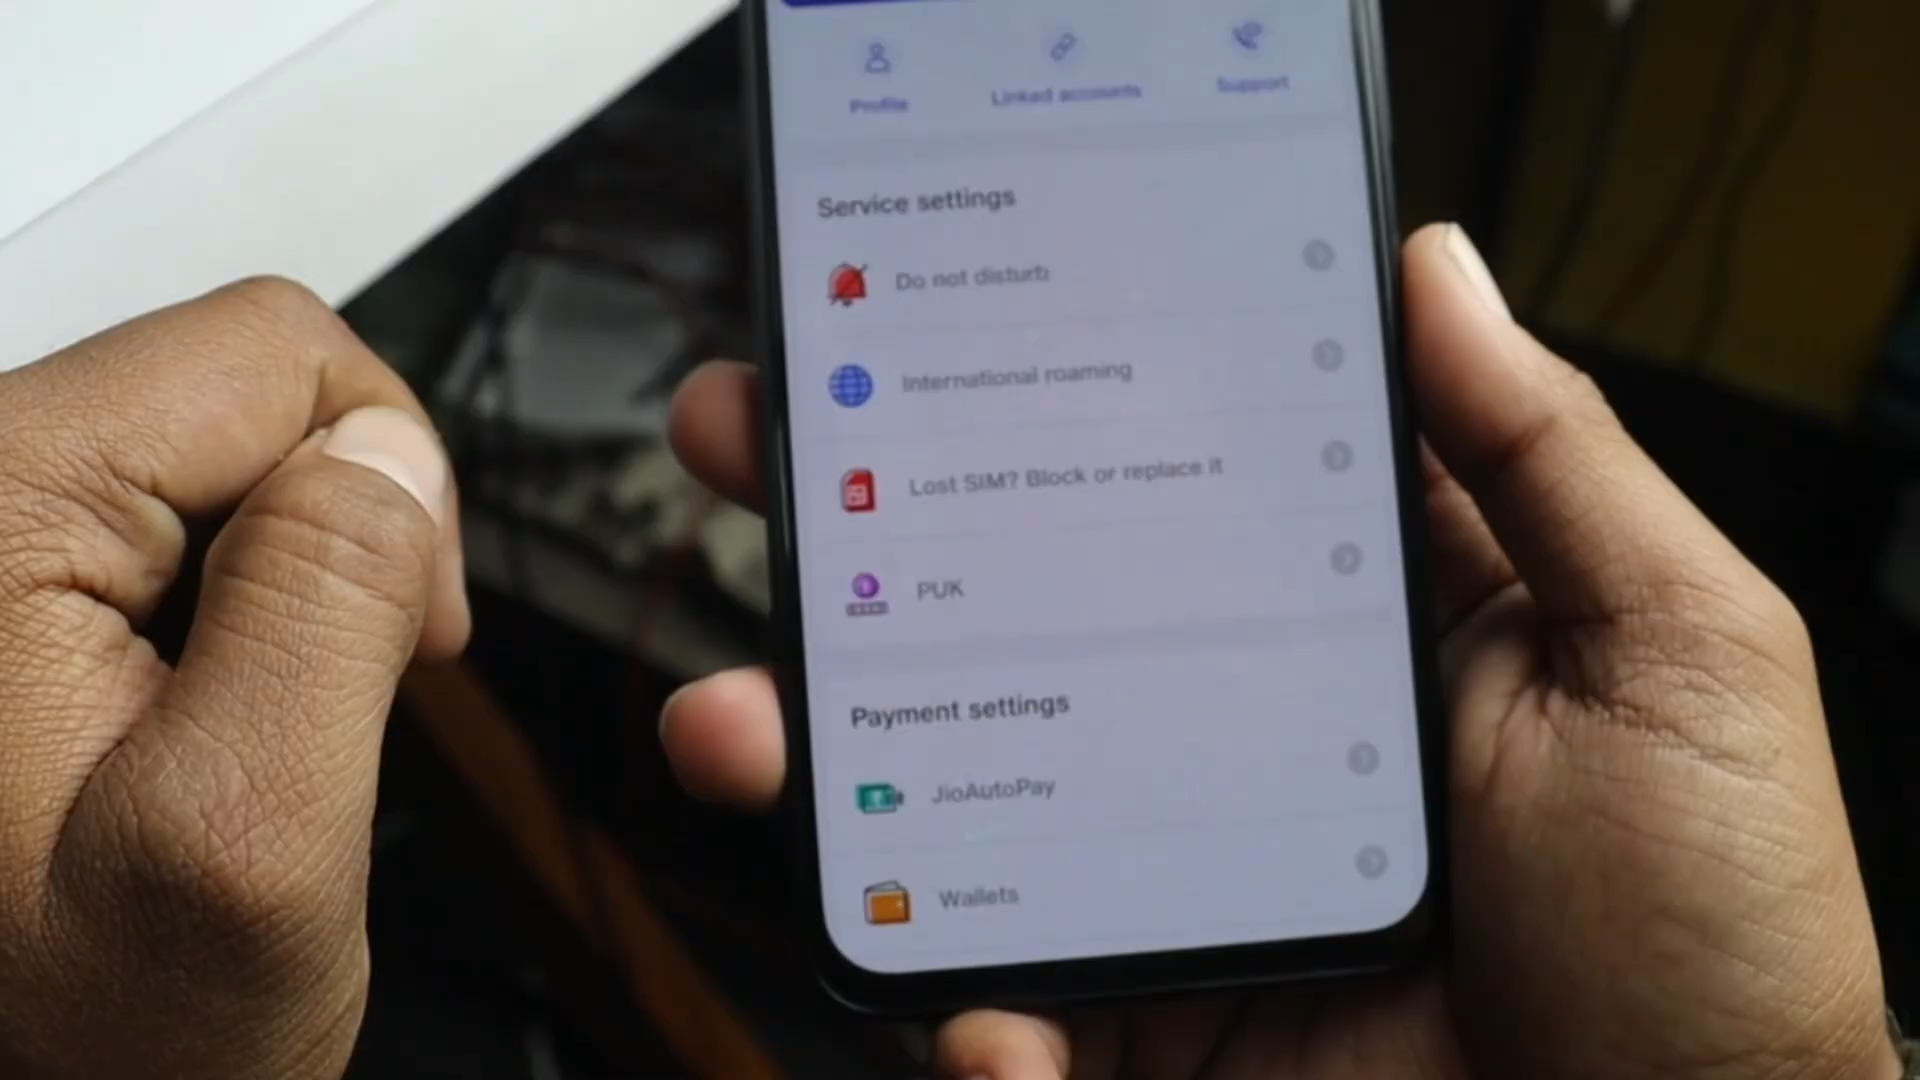 Profile
Linked accounts
Support
Service settings
Do not disturb
International roaming
Lost SIM? Block or replace it
PUK
Payment settings
JioAutoPay
Wallets